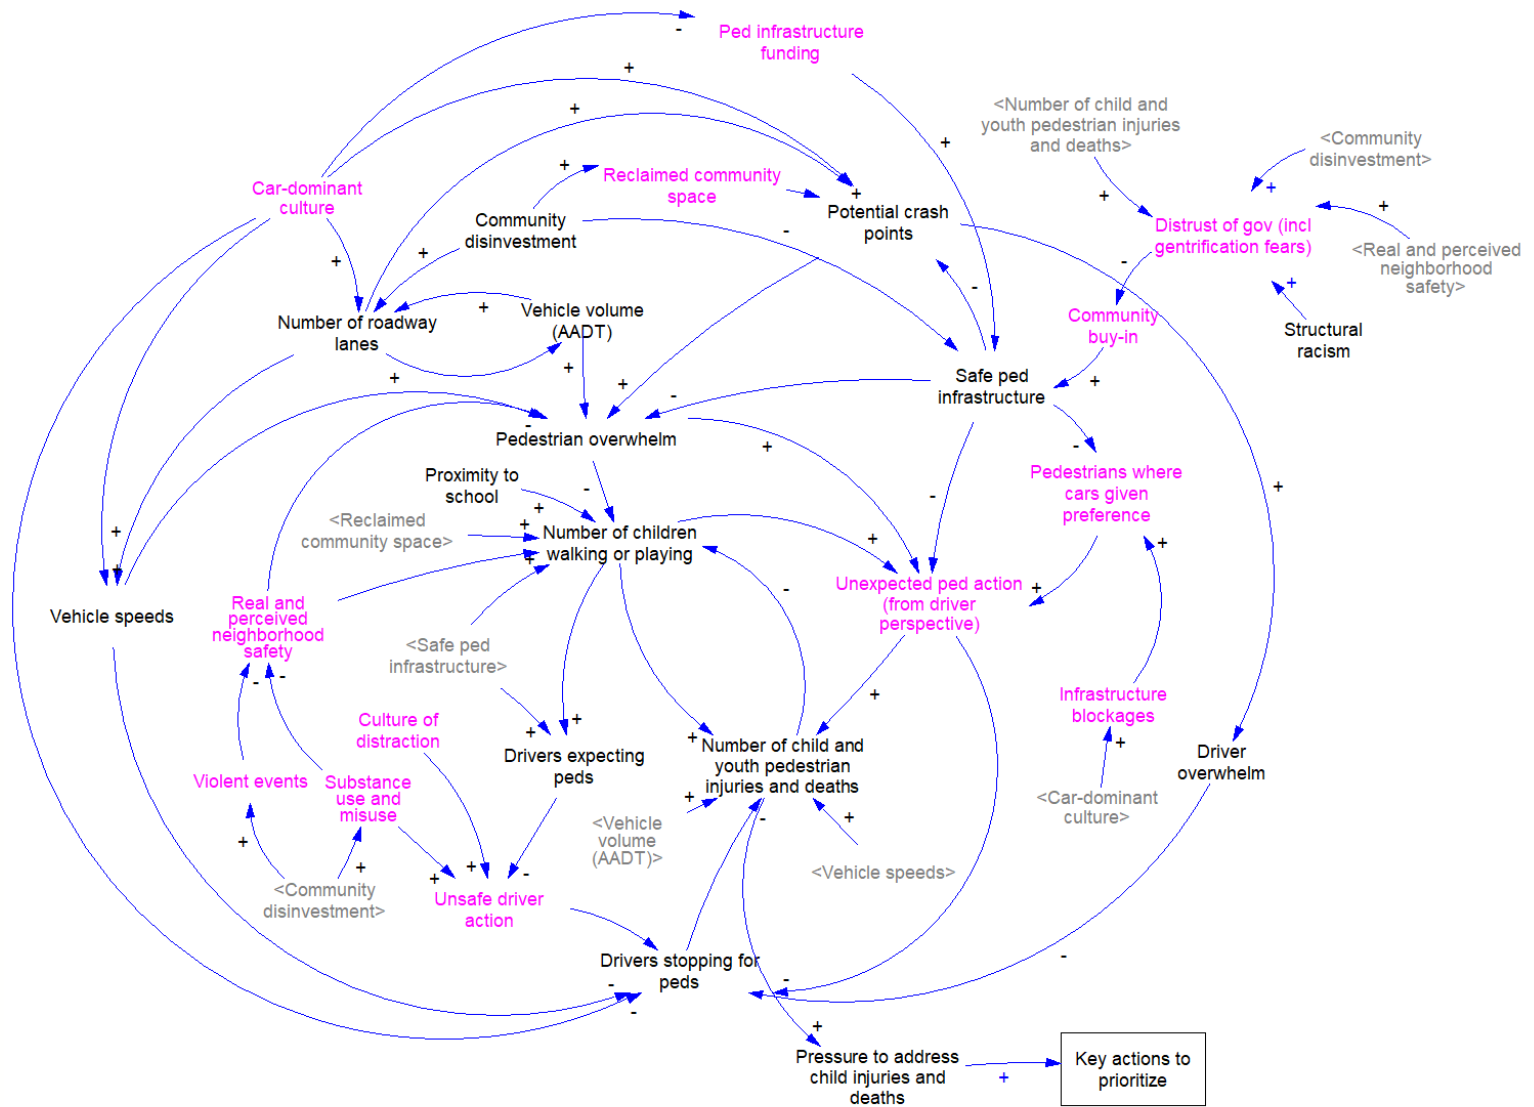 Ped infrastructure
funding
-
+
+
+
<Number of child and
youth pedestrian injuries
and deaths>
<Community
disinvestment>
+
Car-dominant
culture
+
Reclaimed community
space
+
Potential crash
points
Community
disinvestment
-
+
+
+
Distrust of gov (incl
gentrification fears)
<Real and perceived
neighborhood
safety>
-
+
+
+
-
Number of roadway
lanes
+
Vehicle volume
(AADT)
Community
buy-in
Structural
racism
+
+
+
-
Safe ped
infrastructure
+
-
Pedestrian overwhelm
+
-
Proximity to
school
-
+
Pedestrians where
cars given
preference
+
-
<Reclaimed
community space>
+
Number of children
walking or playing
+
+
+
+
+
Vehicle speeds
Real and
perceived
neighborhood
safety
-
Unexpected ped action
(from driver
perspective)
+
<Safe ped
infrastructure>
-
-
+
Infrastructure
blockages
Culture of
distraction
+
+
+
Number of child and
youth pedestrian
injuries and deaths
+
Driver
overwhelm
Drivers expecting
peds
Violent events
Substance
use and
misuse
+
-
+
<Car-dominant
culture>
<Vehicle
volume
(AADT)>
+
+
+
+
-
<Vehicle speeds>
<Community
disinvestment>
Unsafe driver
action
Drivers stopping for
peds
-
-
-
-
+
Pressure to address
child injuries and
deaths
+
Key actions to
prioritize